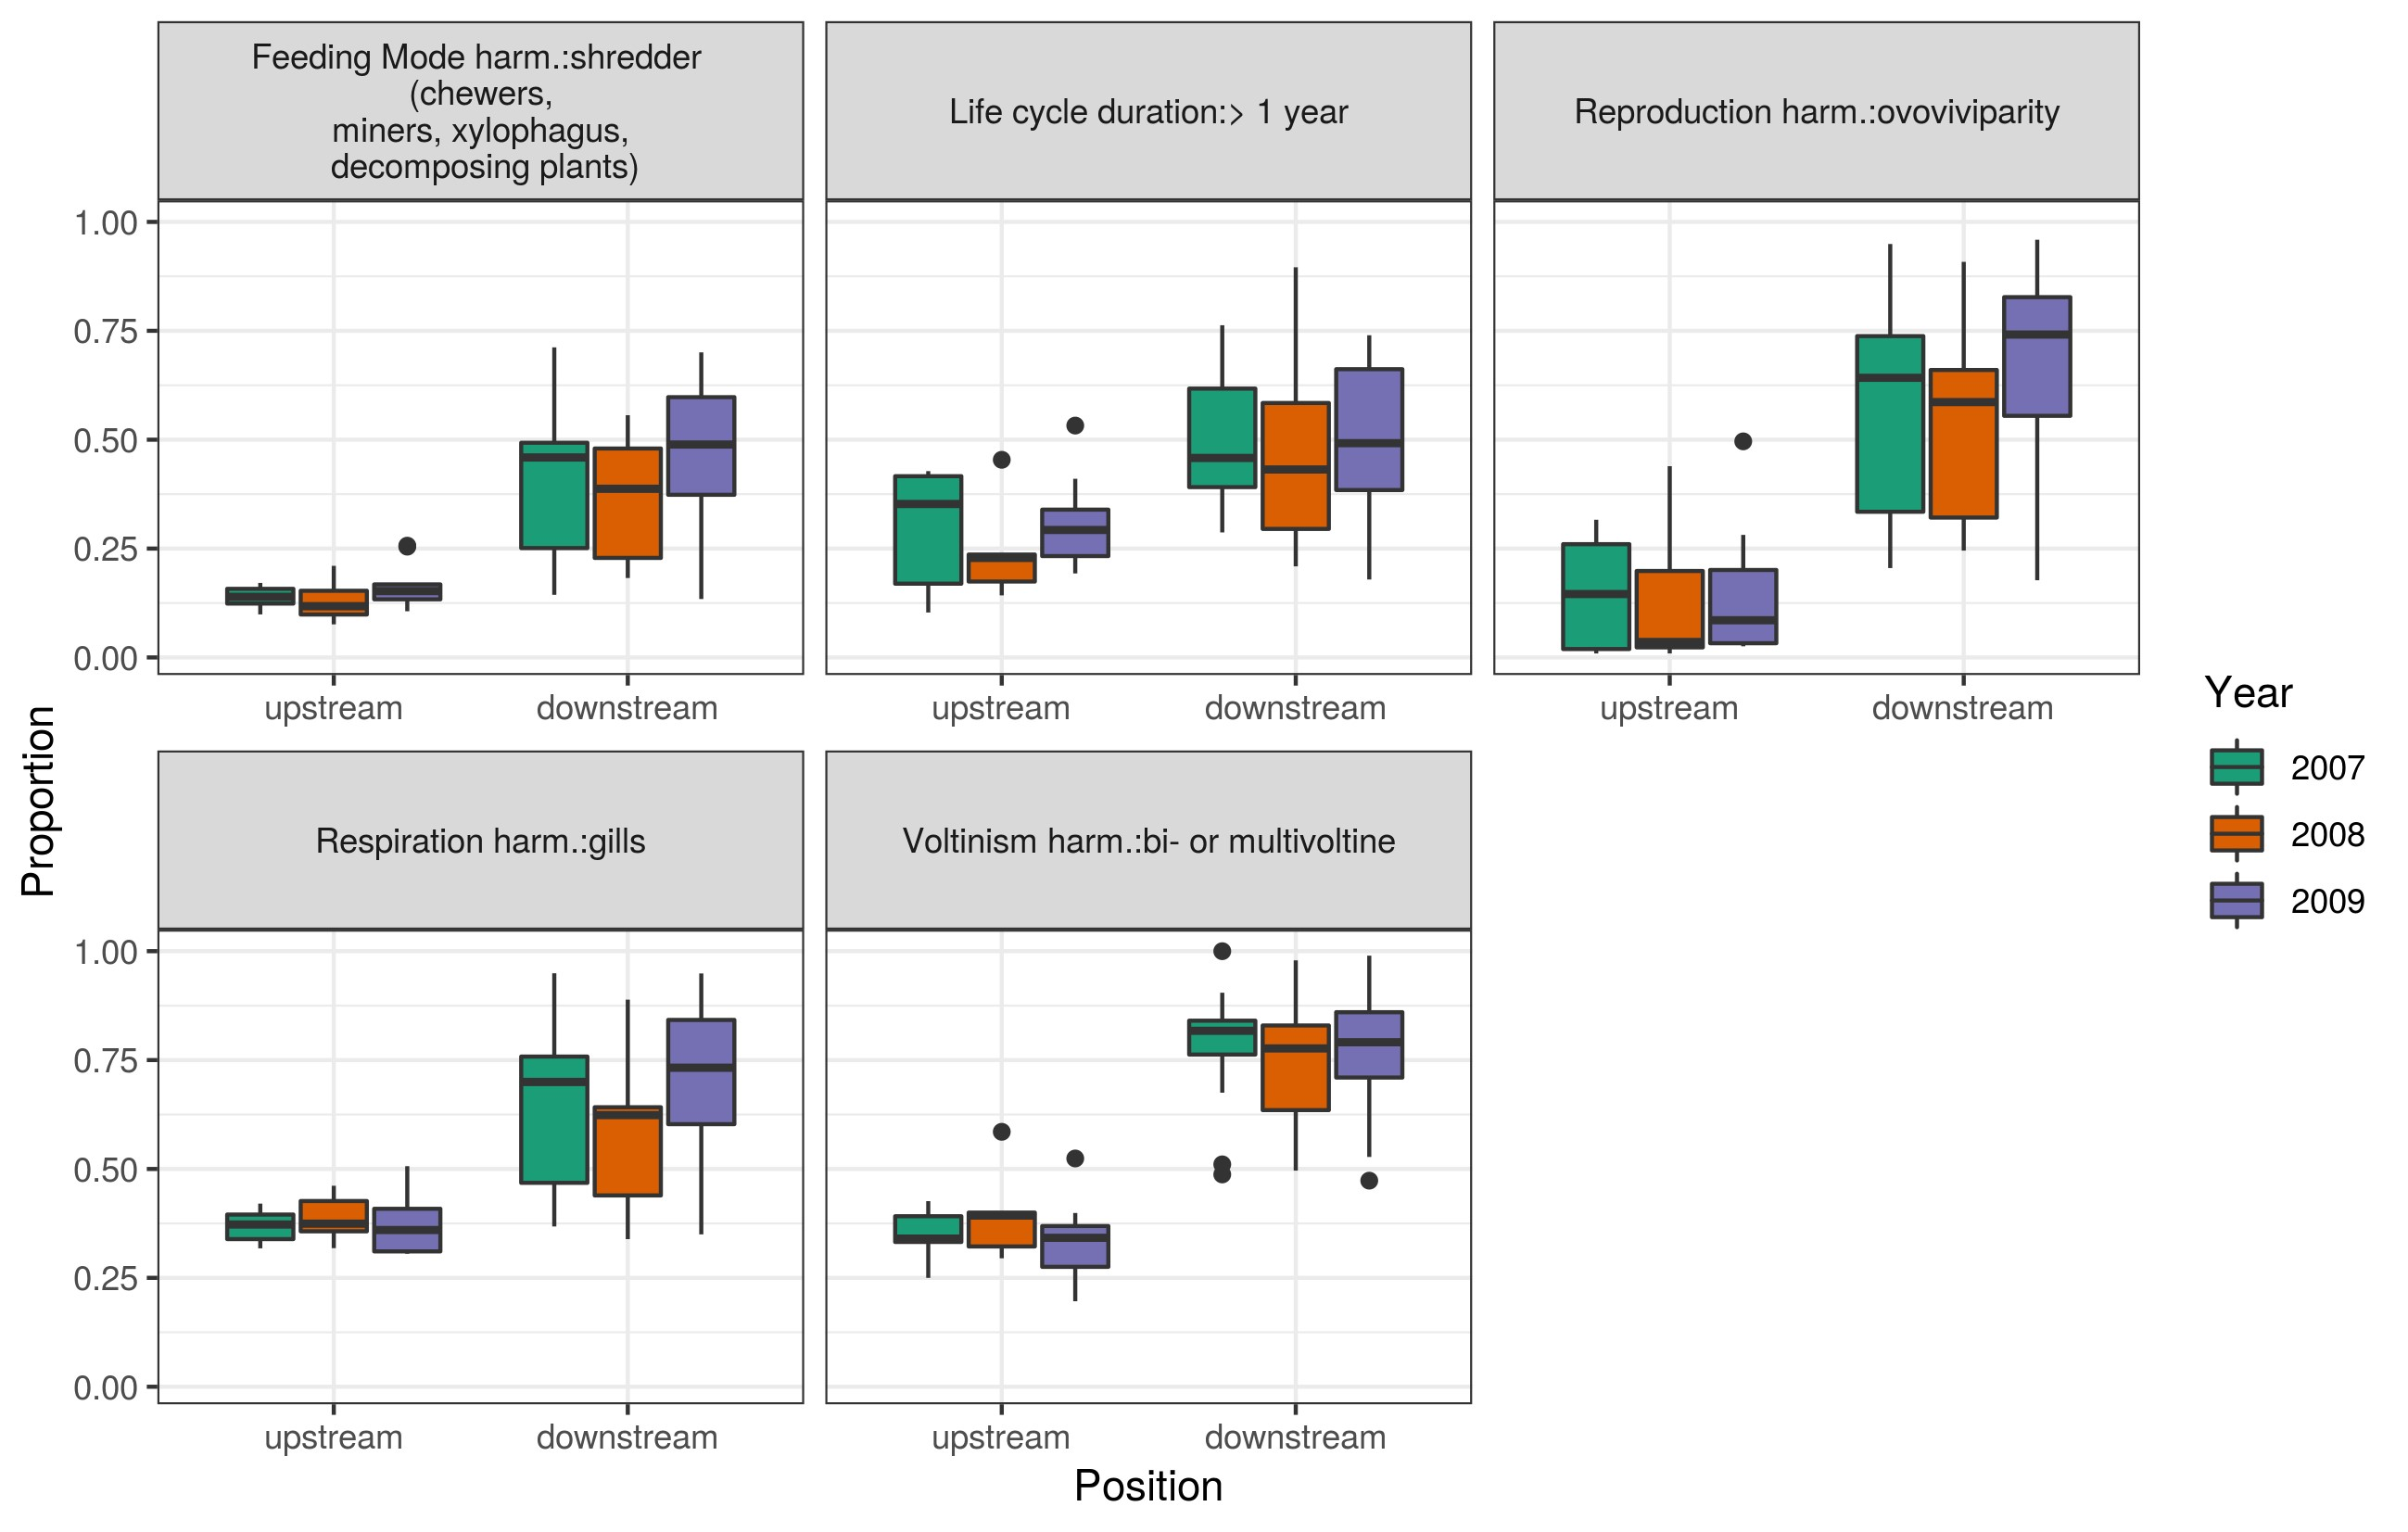 Feeding Mode harm.:shredder
(chewers,
miners, xylophagus,
decomposing plants)
Life cycle duration:> 1 year
Reproduction harm.:ovoviviparity
1.00
0.75
0.50
0.25
0.00
upstream downstream
upstream downstream
upstream downstream
Proportion
Respiration harm.:gills
Voltinism harm.:bi- or multivoltine
1.00
0.75
0.50
0.25
0.00
upstream downstream
upstream downstream
Position
Year
2007
2008
2009